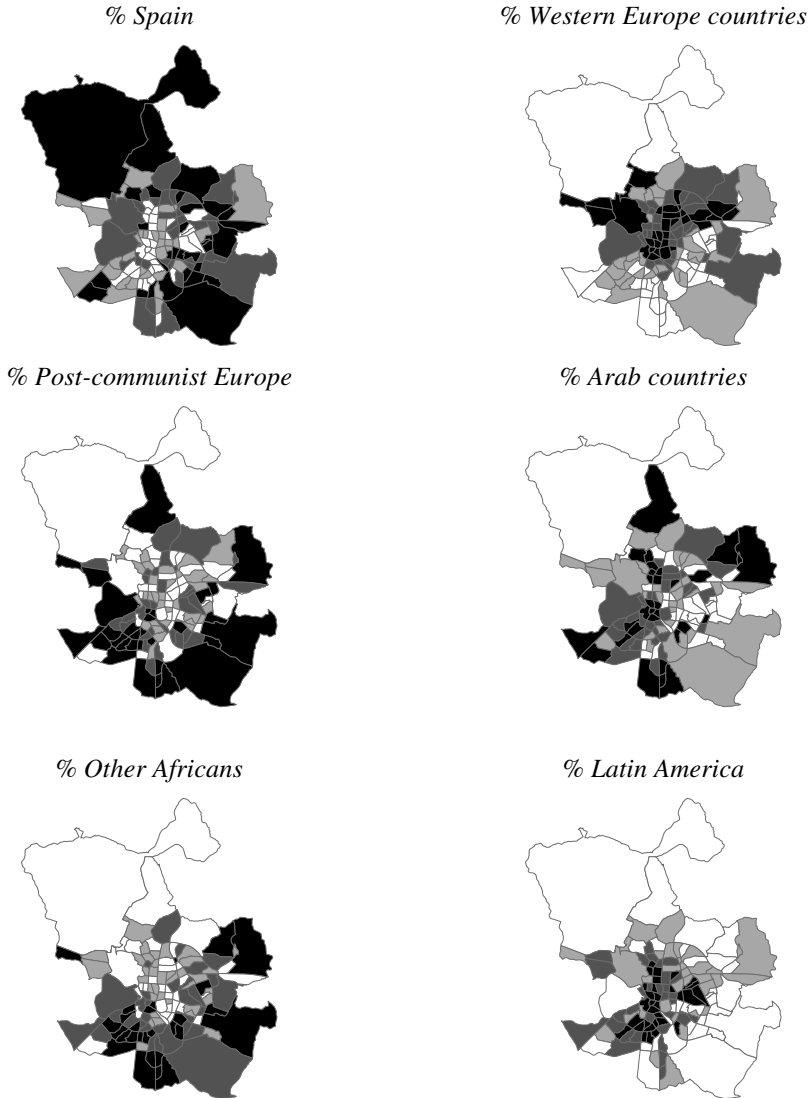 % Spain
% Western Europe countries
% Post-communist Europe
% Arab countries
% Other Africans
% Latin America